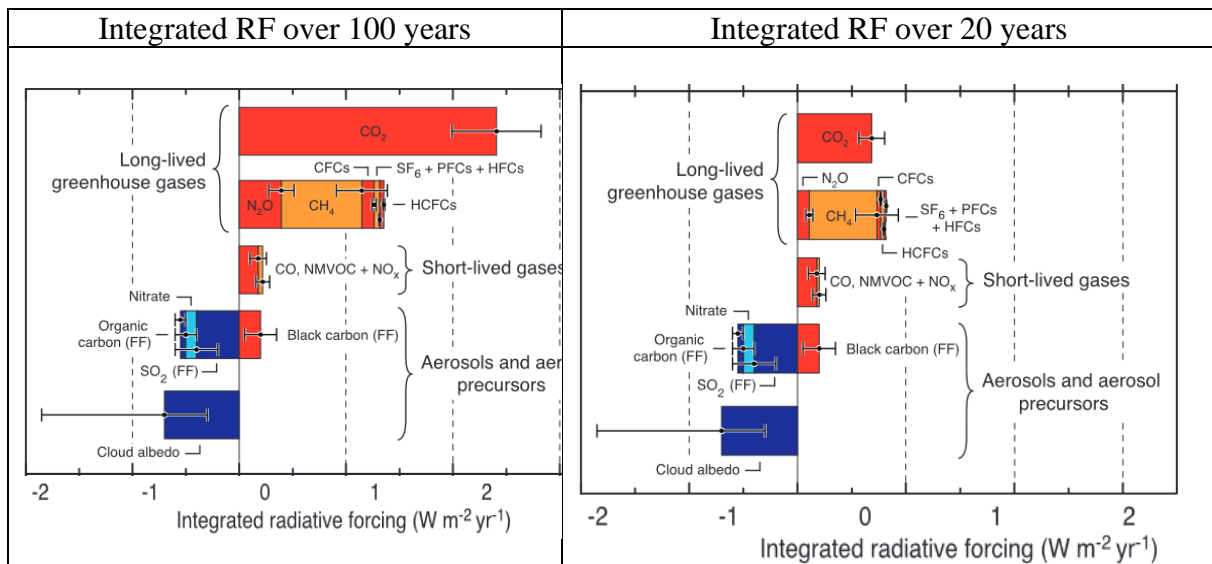 Integrated RF over 100 years
CO₂
Long-lived
greenhouse gases
CFCs
SF₆ + PFCs + HFCs
N₂O
CH₄
HCFCs
CO, NMVOC + NOₓ
Short-lived gases
Nitrate
Organic
carbon (FF)
SO₂ (FF)
Black carbon (FF)
Aerosols and aer
precursors
Cloud albedo
-2 -1 0 1 2
Integrated radiative forcing (W m⁻² yr⁻¹)
Integrated RF over 20 years
CO₂
Long-lived
greenhouse gases
N₂O
CFCs
CH₄
SF₆ + PFCs
+ HFCs
HCFCs
CO, NMVOC + NOₓ
Short-lived gases
Nitrate
Organic
carbon (FF)
SO₂ (FF)
Black carbon (FF)
Aerosols and aerosol
precursors
Cloud albedo
-2 -1 0 1 2
Integrated radiative forcing (W m⁻² yr⁻¹)